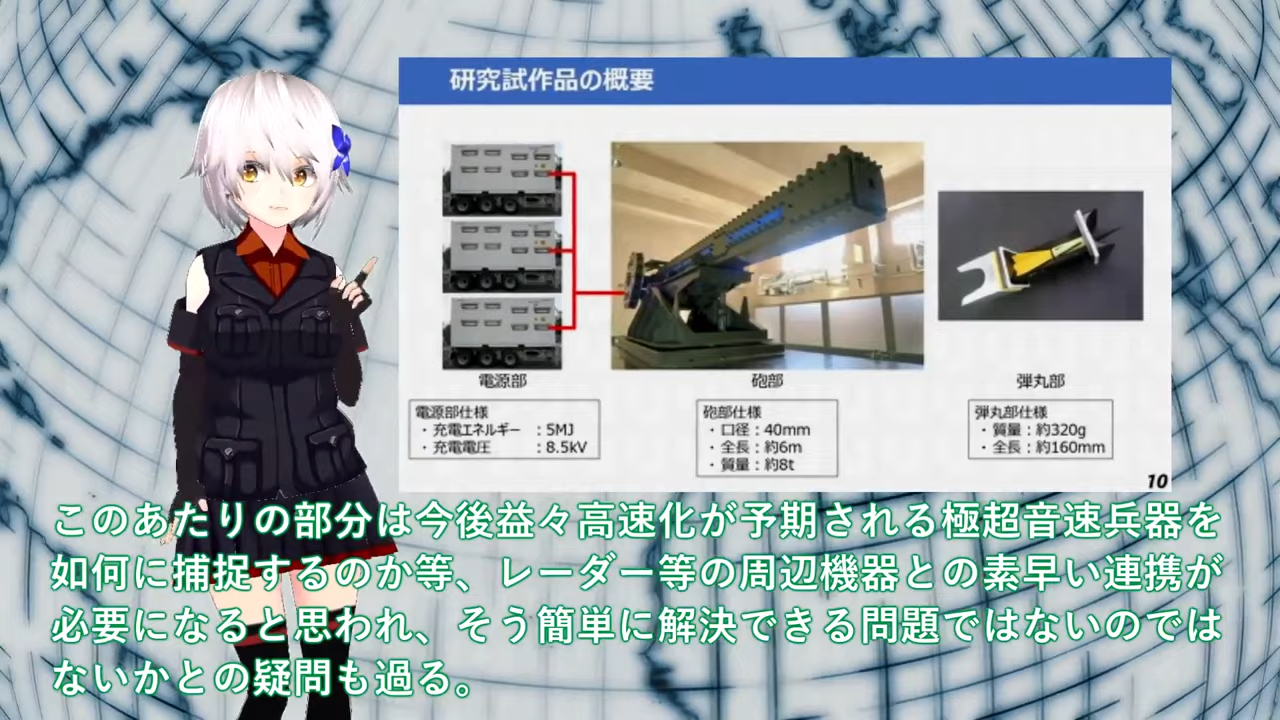 研究試作品の概要
電源部
砲部
弾丸部
電源部仕様
・充電エネルギー ：5MJ
・充電電圧 ：8.5kV
砲部仕様
・口径：40mm
・全長：約6m
・質量：約8t
弾丸部仕様
・質量：約320g
・全長：約160mm
10
このあたりの部分は今後益々高速化が予期される極超音速兵器を
如何に捕捉するのか等、レーダー等の周辺機器との素早い連携が
必要になると思われ、そう簡単に解決できる問題ではないのでは
ないかとの疑問も過る。